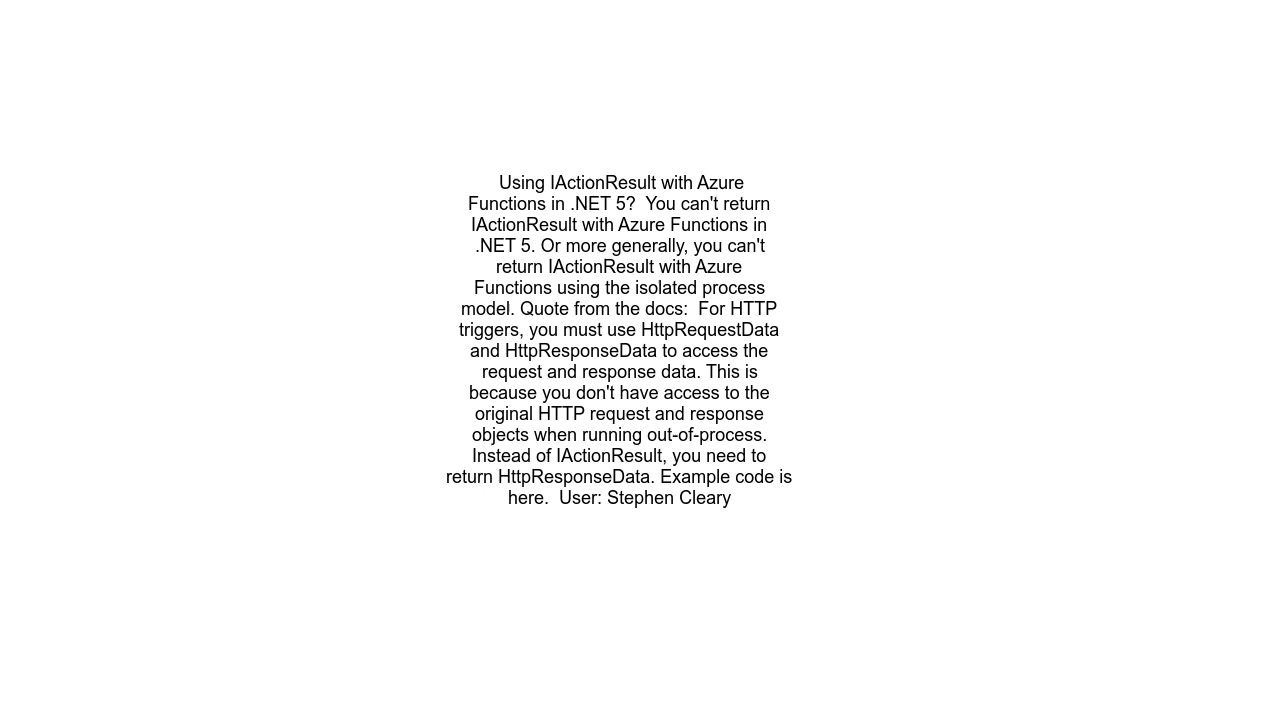 Using IActionResult with Azure
Functions in .NET 5?  You can't return
IActionResult with Azure Functions in
.NET 5. Or more generally, you can't
return IActionResult with Azure
Functions using the isolated process
model. Quote from the docs:  For HTTP
triggers, you must use HttpRequestData
and HttpResponseData to access the
request and response data. This is
because you don't have access to the
original HTTP request and response
objects when running out-of-process.
Instead of IActionResult, you need to
return HttpResponseData. Example code is
here.  User: Stephen Cleary